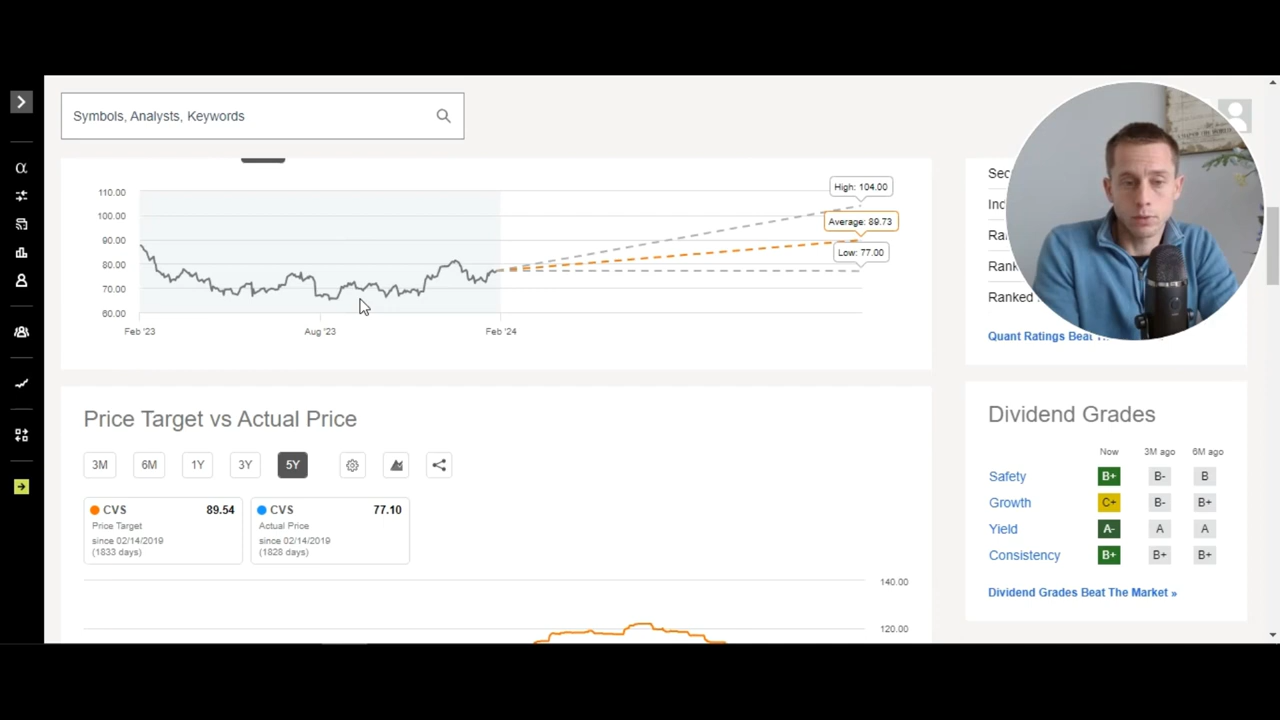 Symbols, Analysts, Keywords
110.00
100.00
90.00
80.00
70.00
60.00
High: 104.00
Average: 89.73
Low: 77.00
Feb '23
Aug '23
Feb '24
Price Target vs Actual Price
3M
6M
1Y
3Y
5Y
CVS 89.54
Price Target
since 02/14/2019
(1833 days)
CVS 77.10
Actual Price
since 02/14/2019
(1828 days)
140.00
120.00
Sec
Ind
Ran
Rank
Ranked
Quant Ratings Beat
Dividend Grades
Now 3M ago 6M ago
Safety B+ B- B
Growth C+ B- B+
Yield A- A A
Consistency B+ B+ B+
Dividend Grades Beat The Market »